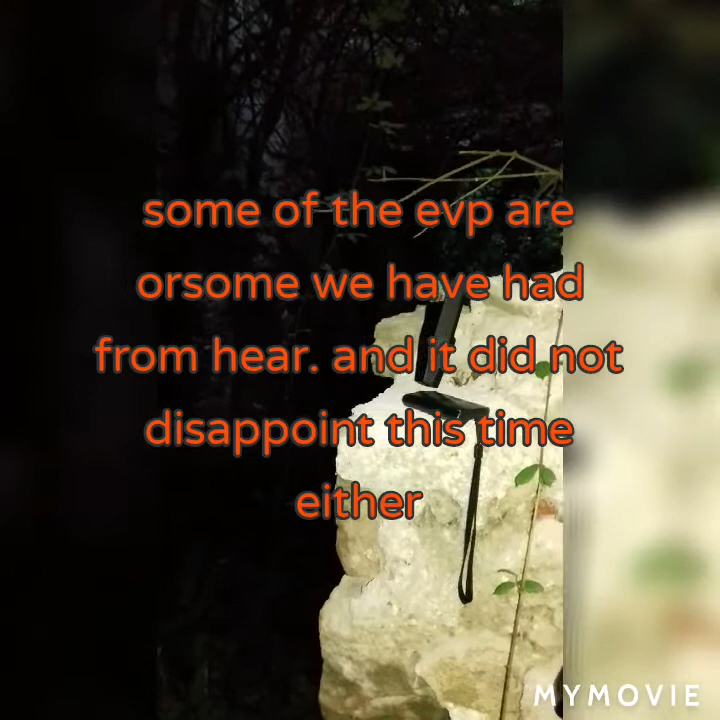 some of the evp are
orsome we have had
from hear. and it did not
disappoint this time
either
MYMOVIE